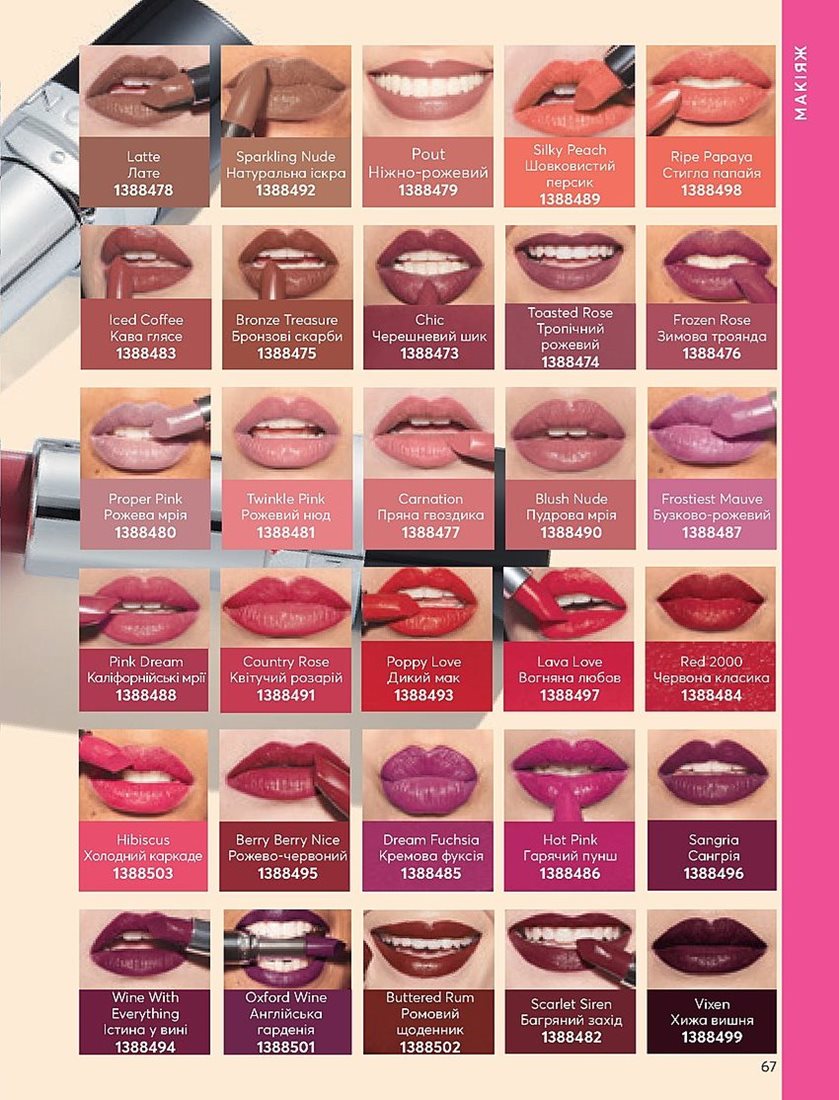 МАКІЯЖ
Latte
Лате
1388478
Sparkling Nude
Натуральна іскра
1388492
Pout
Ніжно-рожевий
1388479
Silky Peach
Шовковистий
персик
1388489
Ripe Papaya
Стигла папайя
1388498
Iced Coffee
Кава глясе
1388483
Bronze Treasure
Бронзові скарби
1388475
Chic
Черешневий шик
1388473
Toasted Rose
Тропічний
рожевий
1388474
Frozen Rose
Зимова троянда
1388476
Proper Pink
Рожева мрія
1388480
Twinkle Pink
Рожевий нюд
1388481
Carnation
Пряна гвоздика
1388477
Blush Nude
Пудрова мрія
1388490
Frostiest Mauve
Бузково-рожевий
1388487
Pink Dream
Каліфорнійські мрії
1388488
Country Rose
Квітучий розарій
1388491
Poppy Love
Дикий мак
1388493
Lava Love
Вогняна любов
1388497
Red 2000
Червона класика
1388484
Hibiscus
Холодний каркаде
1388503
Berry Berry Nice
Рожево-червоний
1388495
Dream Fuchsia
Кремова фуксія
1388485
Hot Pink
Гарячий пунш
1388486
Sangria
Сангрія
1388496
Wine With
Everything
Істина у вині
1388494
Oxford Wine
Англійська
гарденія
1388501
Buttered Rum
Ромовий
щоденник
1388502
Scarlet Siren
Багряний захід
1388482
Vixen
Хижа вишня
1388499
67